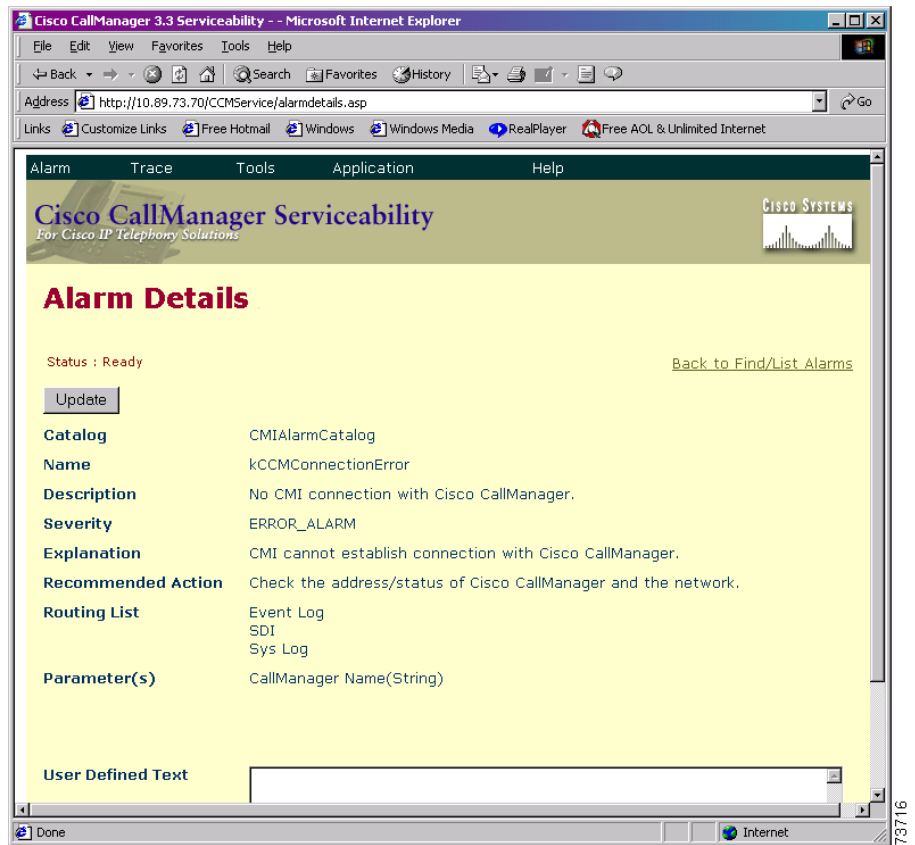 Cisco CallManager 3.3 Serviceability - - Microsoft Internet Explorer
File Edit View Favorites Tools Help
Back Search Favorites History
Address http://10.89.73.70/CCMService/alarmdetails.asp Go
Links Customize Links Free Hotmail Windows Windows Media RealPlayer Free AOL & Unlimited Internet
Alarm Trace Tools Application Help
Cisco CallManager Serviceability
For Cisco IP Telephony Solutions
CISCO SYSTEMS
Alarm Details
Status : Ready
Back to Find/List Alarms
Update
Catalog CMIAlarmCatalog
Name kCCMConnectionError
Description No CMI connection with Cisco CallManager.
Severity ERROR_ALARM
Explanation CMI cannot establish connection with Cisco CallManager.
Recommended Action Check the address/status of Cisco CallManager and the network.
Routing List Event Log
SDI
Sys Log
Parameter(s) CallManager Name(String)
User Defined Text
Done Internet
73716